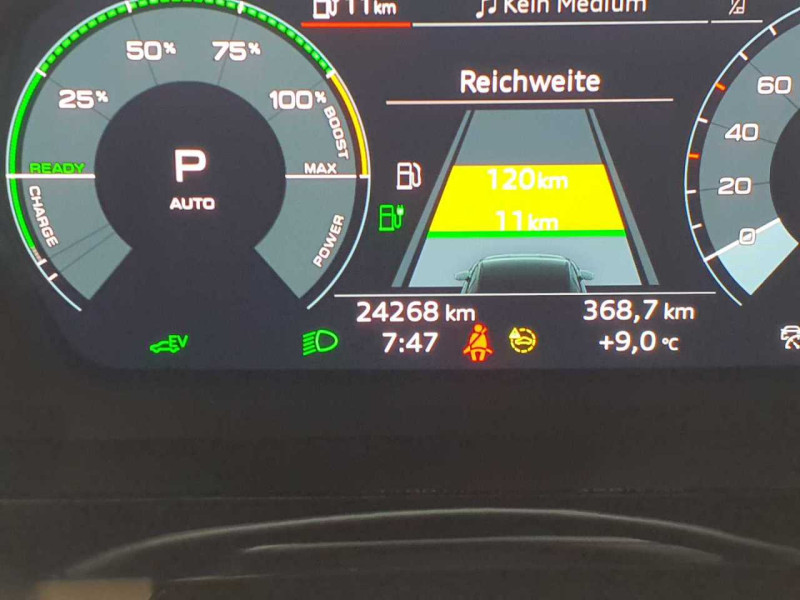 11km
Kein Medium
50%
75%
25%
100%
BOOST
READY
MAX
CHARGE
POWER
P
AUTO
Reichweite
120km
11km
60
40
20
0
24268 km
368,7 km
EV
7:47
+9,0 °C